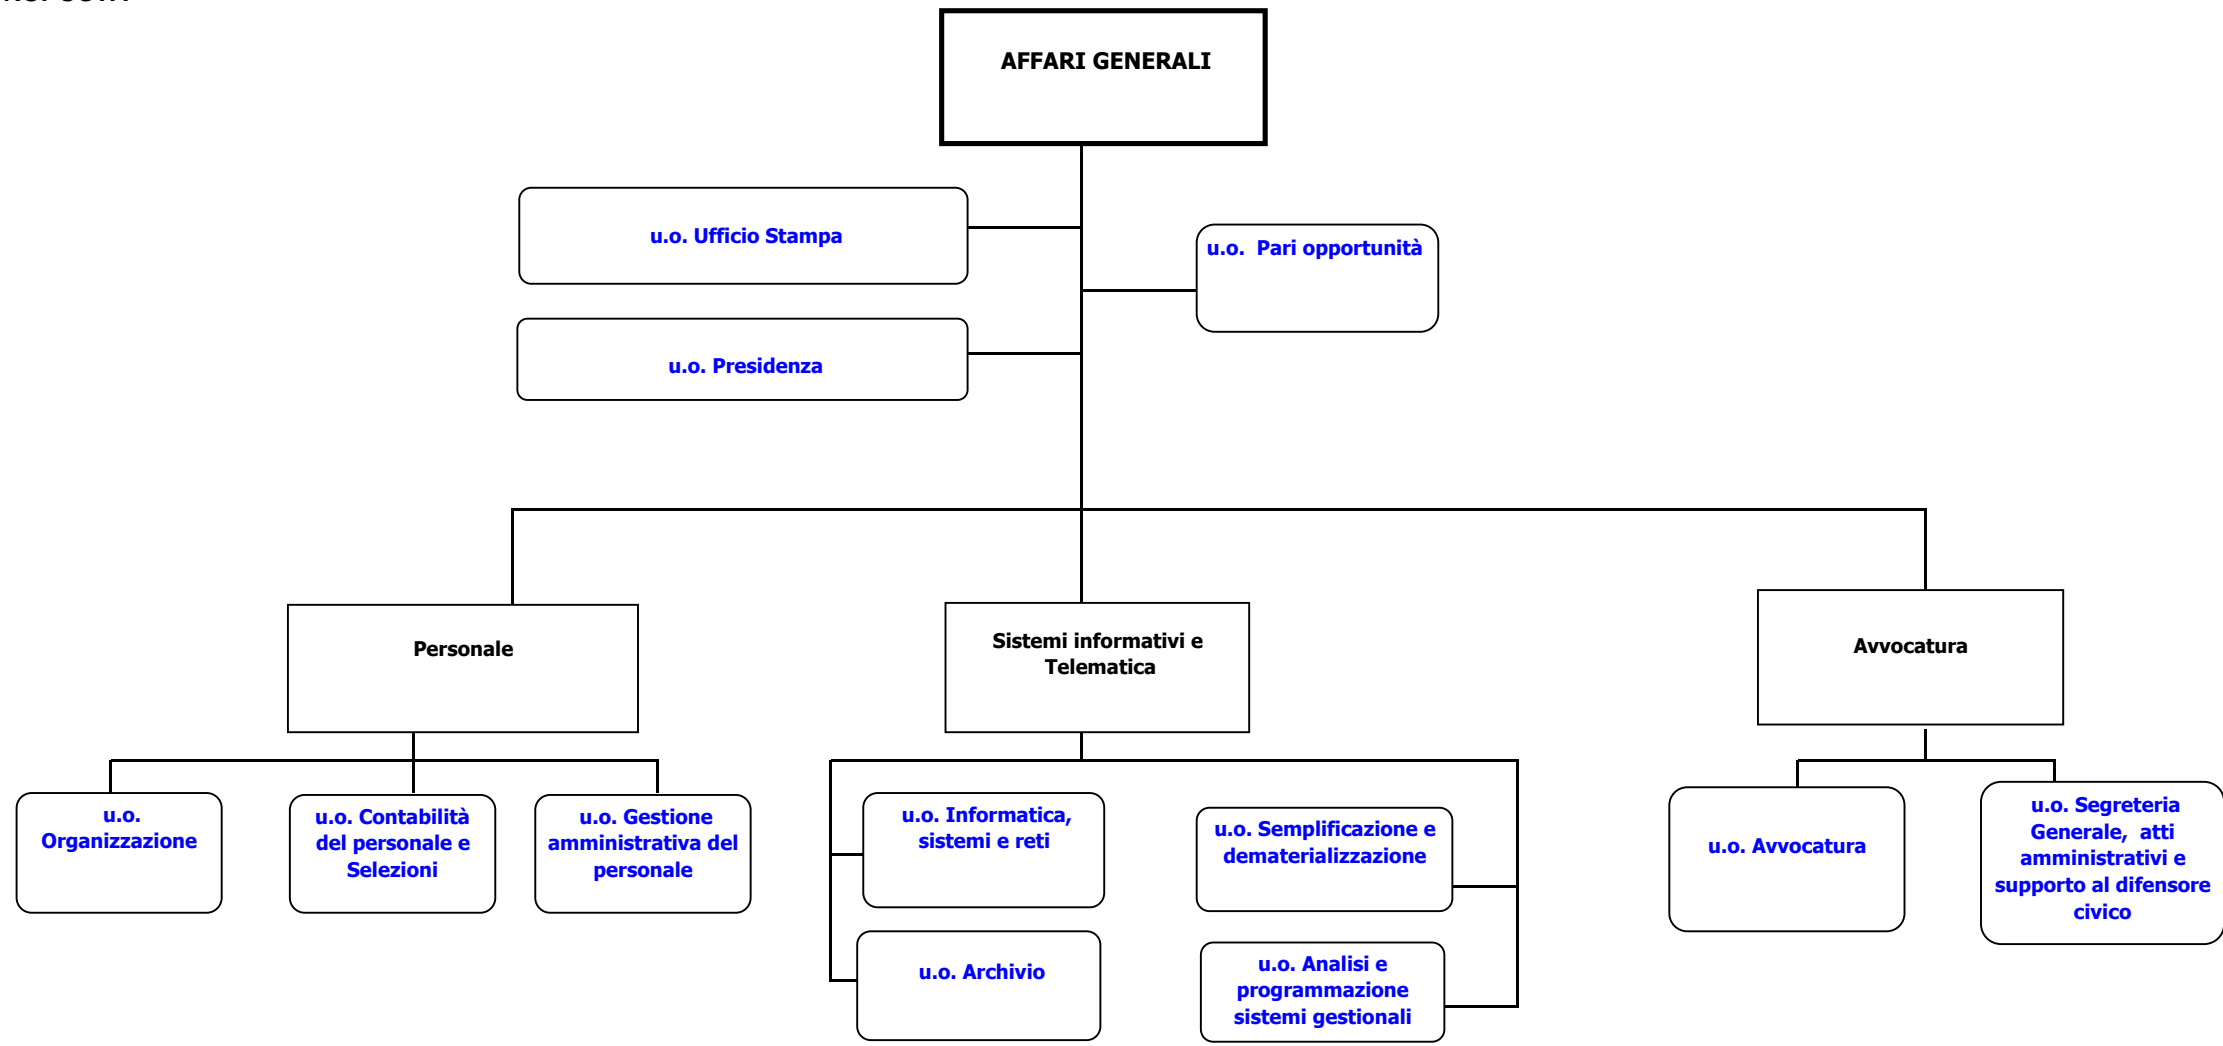 AFFARI GENERALI
u.o. Ufficio Stampa
u.o. Pari opportunità
u.o. Presidenza
Personale
Sistemi informativi e
Telematica
Avvocatura
u.o.
Organizzazione
u.o. Contabilità
del personale e
Selezioni
u.o. Gestione
amministrativa del
personale
u.o. Informatica,
sistemi e reti
u.o. Semplificazione e
dematerializzazione
u.o. Archivio
u.o. Analisi e
programmazione
sistemi gestionali
u.o. Avvocatura
u.o. Segreteria
Generale, atti
amministrativi e
supporto al difensore
civico